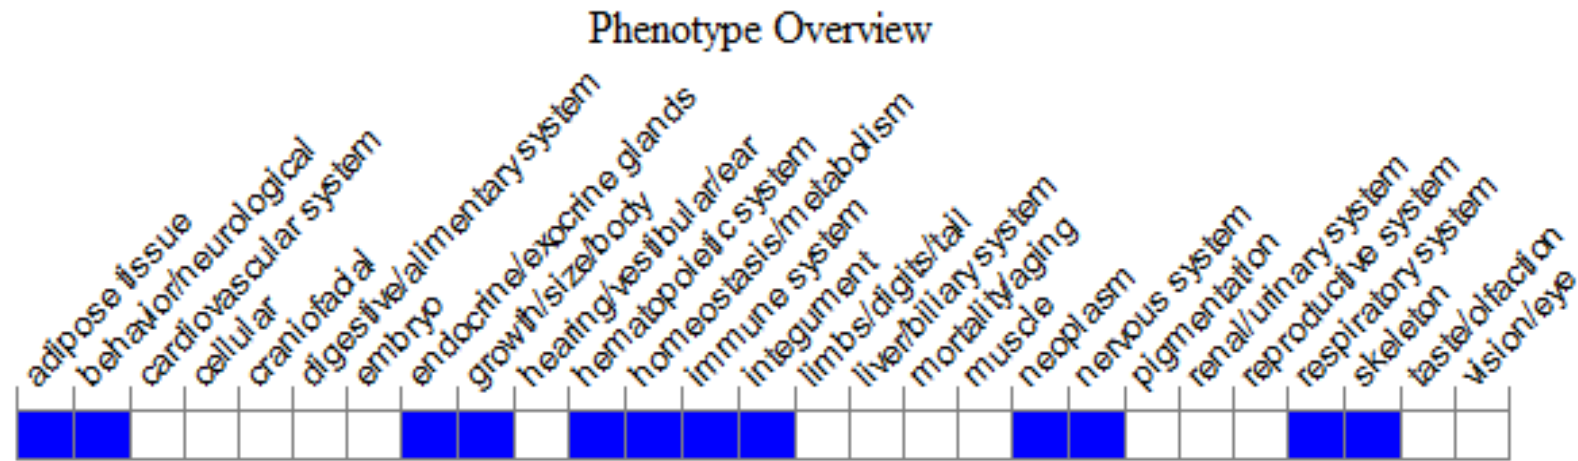 Phenotype Overview
adipose tissue
behavior/neurological
cardiovascular system
cellular
craniofacial
digestive/alimentary system
embryo
endocrine/exocrine glands
growth/size/body
hearing/vestibular/ear
hematopoietic system
homeostasis/metabolism
immune system
integument
limbs/digits/tail
liver/biliary system
mortality/aging
muscle
neoplasm
nervous system
pigmentation
renal/urinary system
reproductive system
respiratory system
skeleton
taste/olfaction
vision/eye